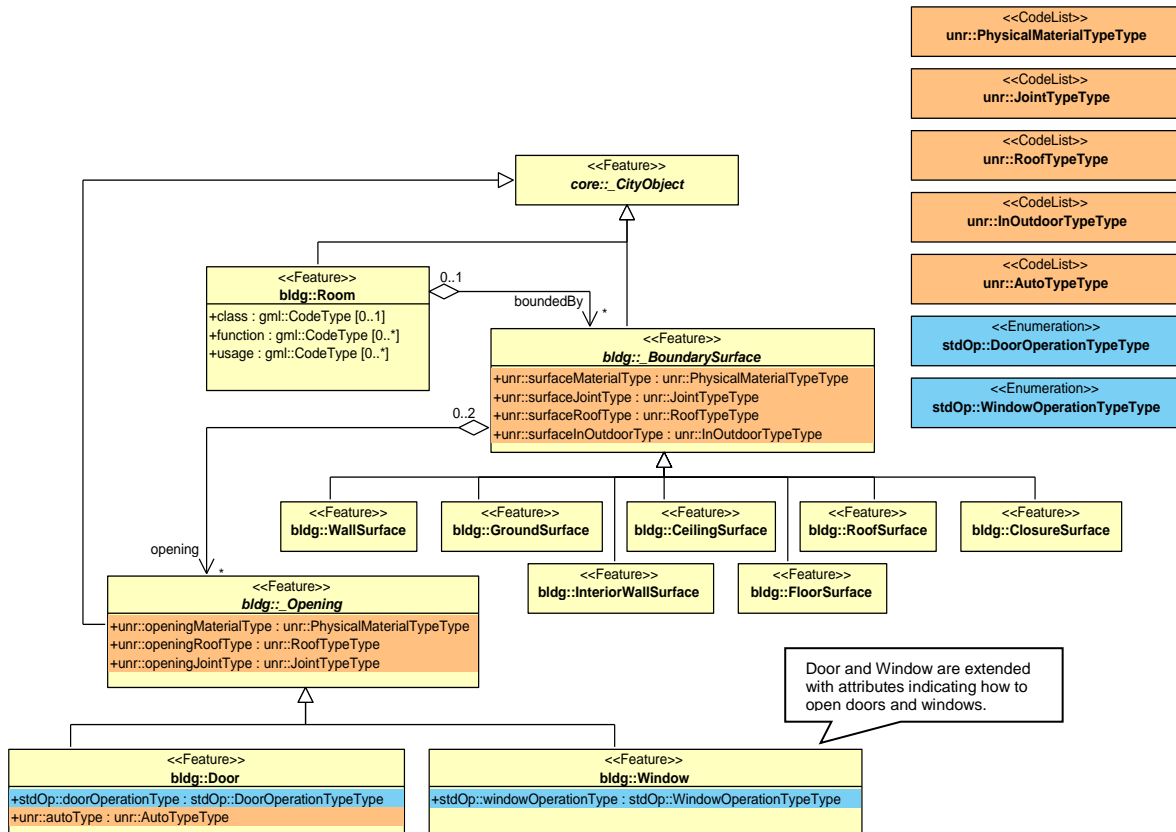 <<CodeList>>
unr::PhysicalMaterialTypeType
<<CodeList>>
unr::JointTypeType
<<CodeList>>
unr::RoofTypeType
<<CodeList>>
unr::InOutdoorTypeType
<<CodeList>>
unr::AutoTypeType
<<Enumeration>>
stdOp::DoorOperationTypeType
<<Enumeration>>
stdOp::WindowOperationTypeType
<<Feature>>
core::_CityObject
<<Feature>>
bldg::Room
+class : gml::CodeType [0..1]
+function : gml::CodeType [0..*]
+usage : gml::CodeType [0..*]
0..1
boundedBy
*
<<Feature>>
bldg::_BoundarySurface
+unr::surfaceMaterialType : unr::PhysicalMaterialTypeType
+unr::surfaceJointType : unr::JointTypeType
+unr::surfaceRoofType : unr::RoofTypeType
+unr::surfaceInOutdoorType : unr::InOutdoorTypeType
0..2
<<Feature>>
bldg::WallSurface
<<Feature>>
bldg::GroundSurface
<<Feature>>
bldg::CeilingSurface
<<Feature>>
bldg::RoofSurface
<<Feature>>
bldg::ClosureSurface
<<Feature>>
bldg::InteriorWallSurface
<<Feature>>
bldg::FloorSurface
opening
*
<<Feature>>
bldg::_Opening
+unr::openingMaterialType : unr::PhysicalMaterialTypeType
+unr::openingRoofType : unr::RoofTypeType
+unr::openingJointType : unr::JointTypeType
Door and Window are extended
with attributes indicating how to
open doors and windows.
<<Feature>>
bldg::Door
+stdOp::doorOperationType : stdOp::DoorOperationTypeType
+unr::autoType : unr::AutoTypeType
<<Feature>>
bldg::Window
+stdOp::windowOperationType : stdOp::WindowOperationTypeType